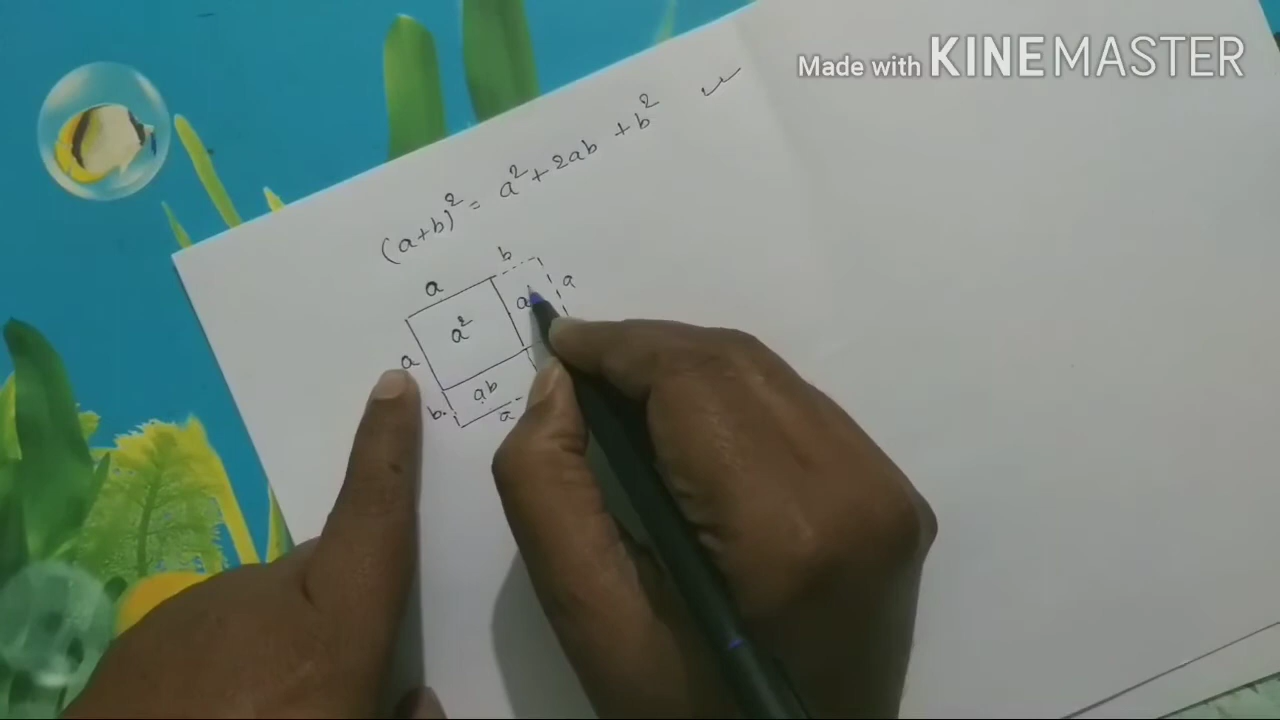 Made with KINEMASTER
(a+b)² = a² + 2ab + b²
b
a
a
a²
a
a
b
ab
a